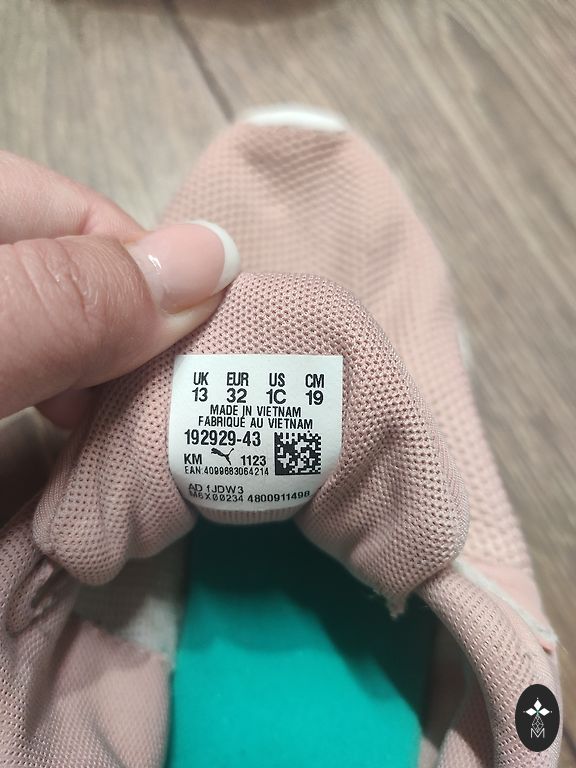 UK EUR US CM
13 32 1C 19
MADE IN VIETNAM
FABRIQUÉ AU VIETNAM
192929-43
KM 1123
EAN:4099683064214
AD 1JDW3
M6X00234 4800911498
M